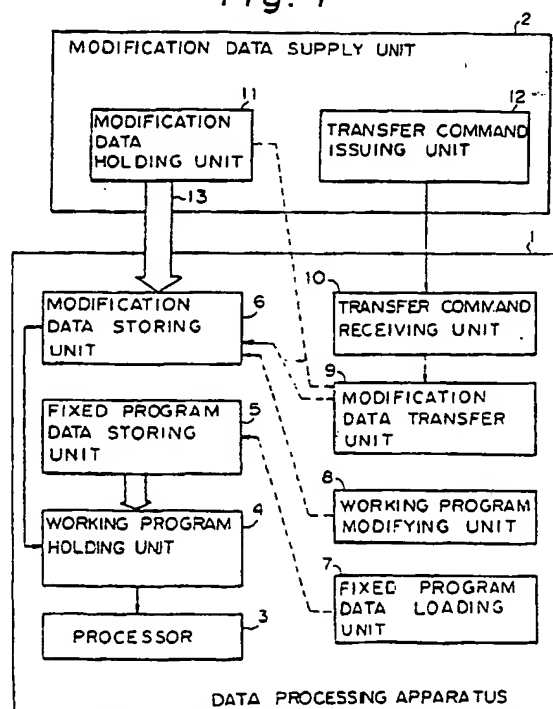 Fig. 1
2
MODIFICATION DATA SUPPLY UNIT
11
MODIFICATION
DATA
HOLDING UNIT
12
TRANSFER COMMAND
ISSUING UNIT
13
1
MODIFICATION
DATA STORING
UNIT
6
10
TRANSFER COMMAND
RECEIVING UNIT
FIXED PROGRAM
DATA STORING
UNIT
5
9
MODIFICATION
DATA TRANSFER
UNIT
WORKING PROGRAM
HOLDING UNIT
4
8
WORKING PROGRAM
MODIFYING UNIT
7
FIXED PROGRAM
DATA LOADING
UNIT
PROCESSOR
3
DATA PROCESSING APPARATUS